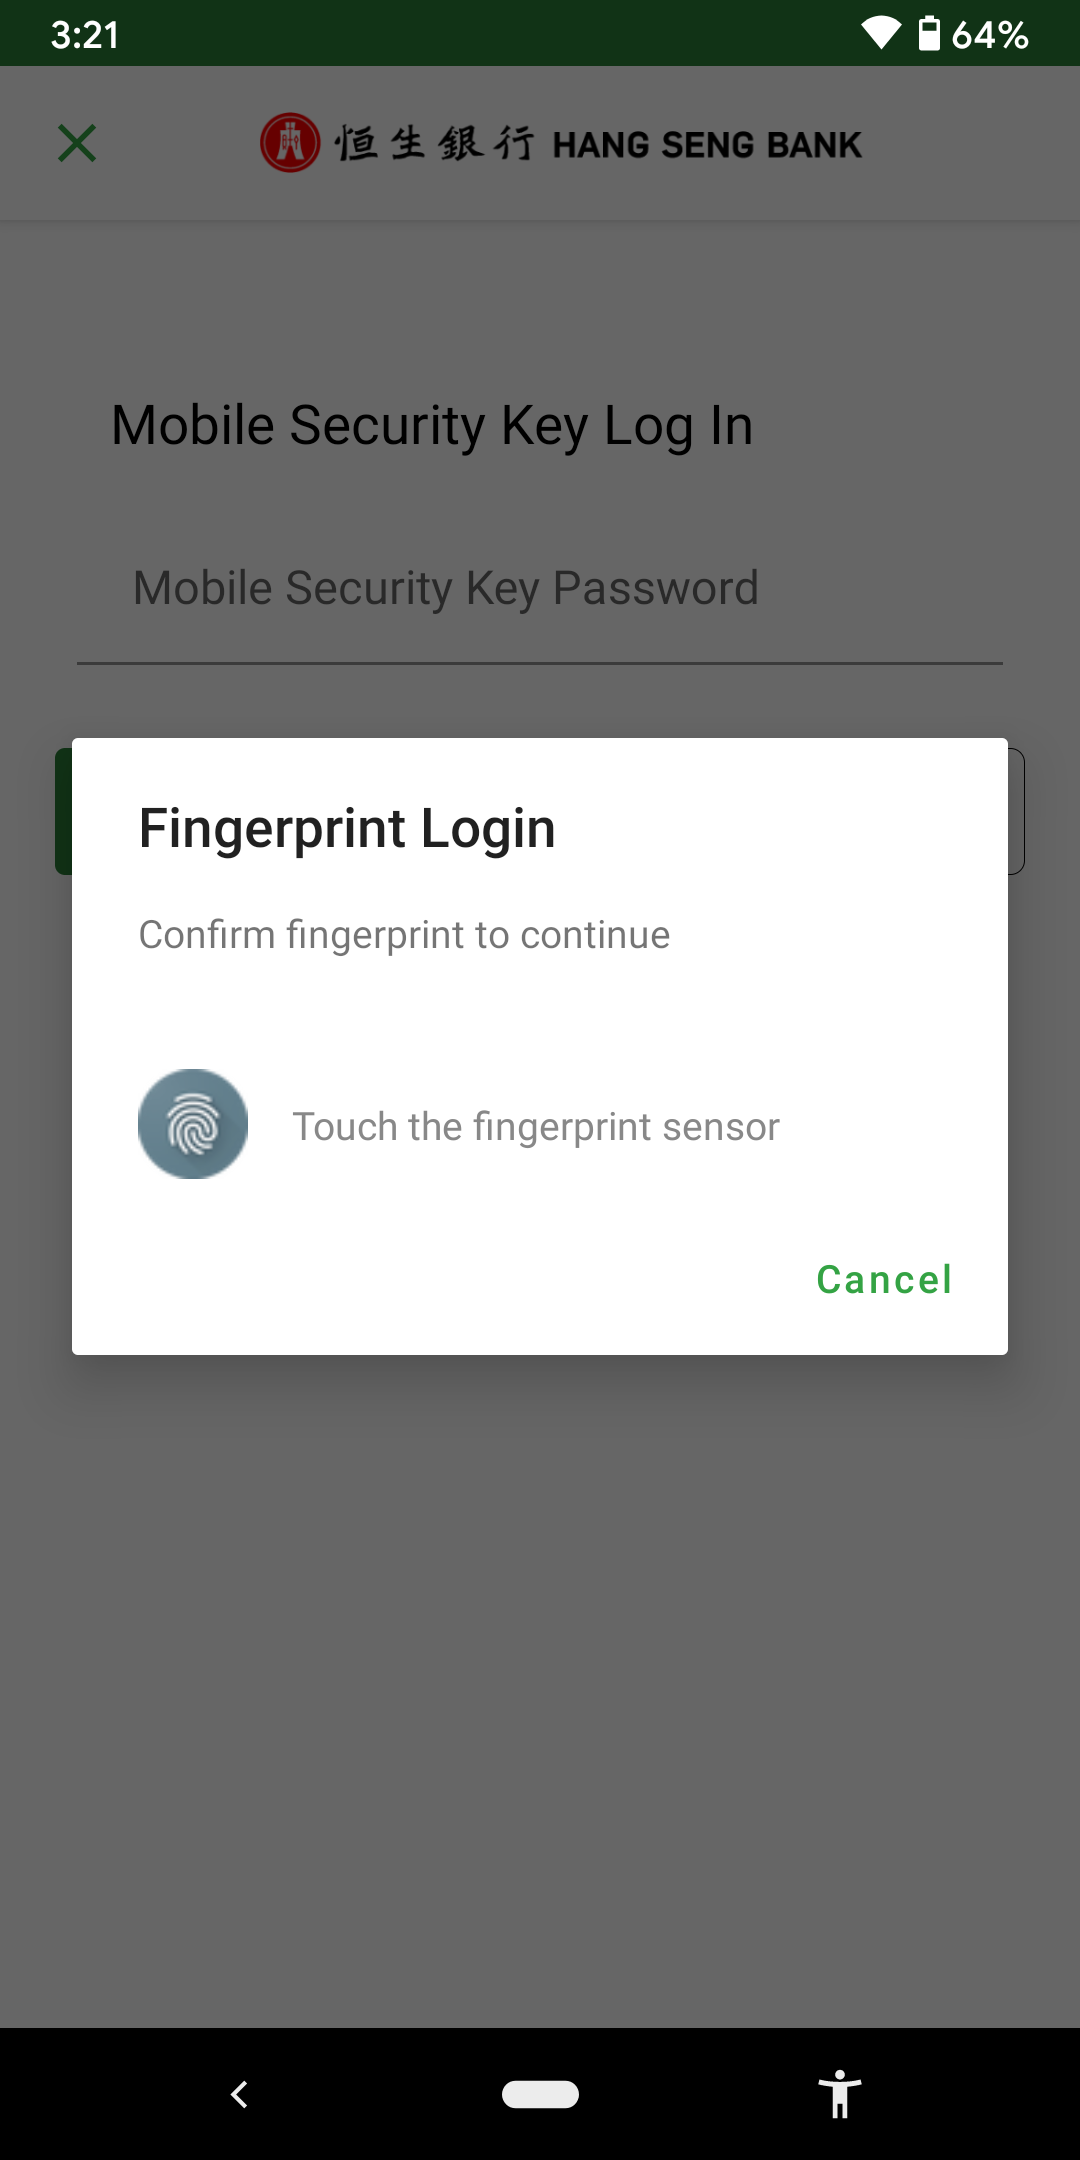 3:21
64%
恒生銀行 HANG SENG BANK
Mobile Security Key Log In
Mobile Security Key Password
Fingerprint Login
Confirm fingerprint to continue
Touch the fingerprint sensor
Cancel